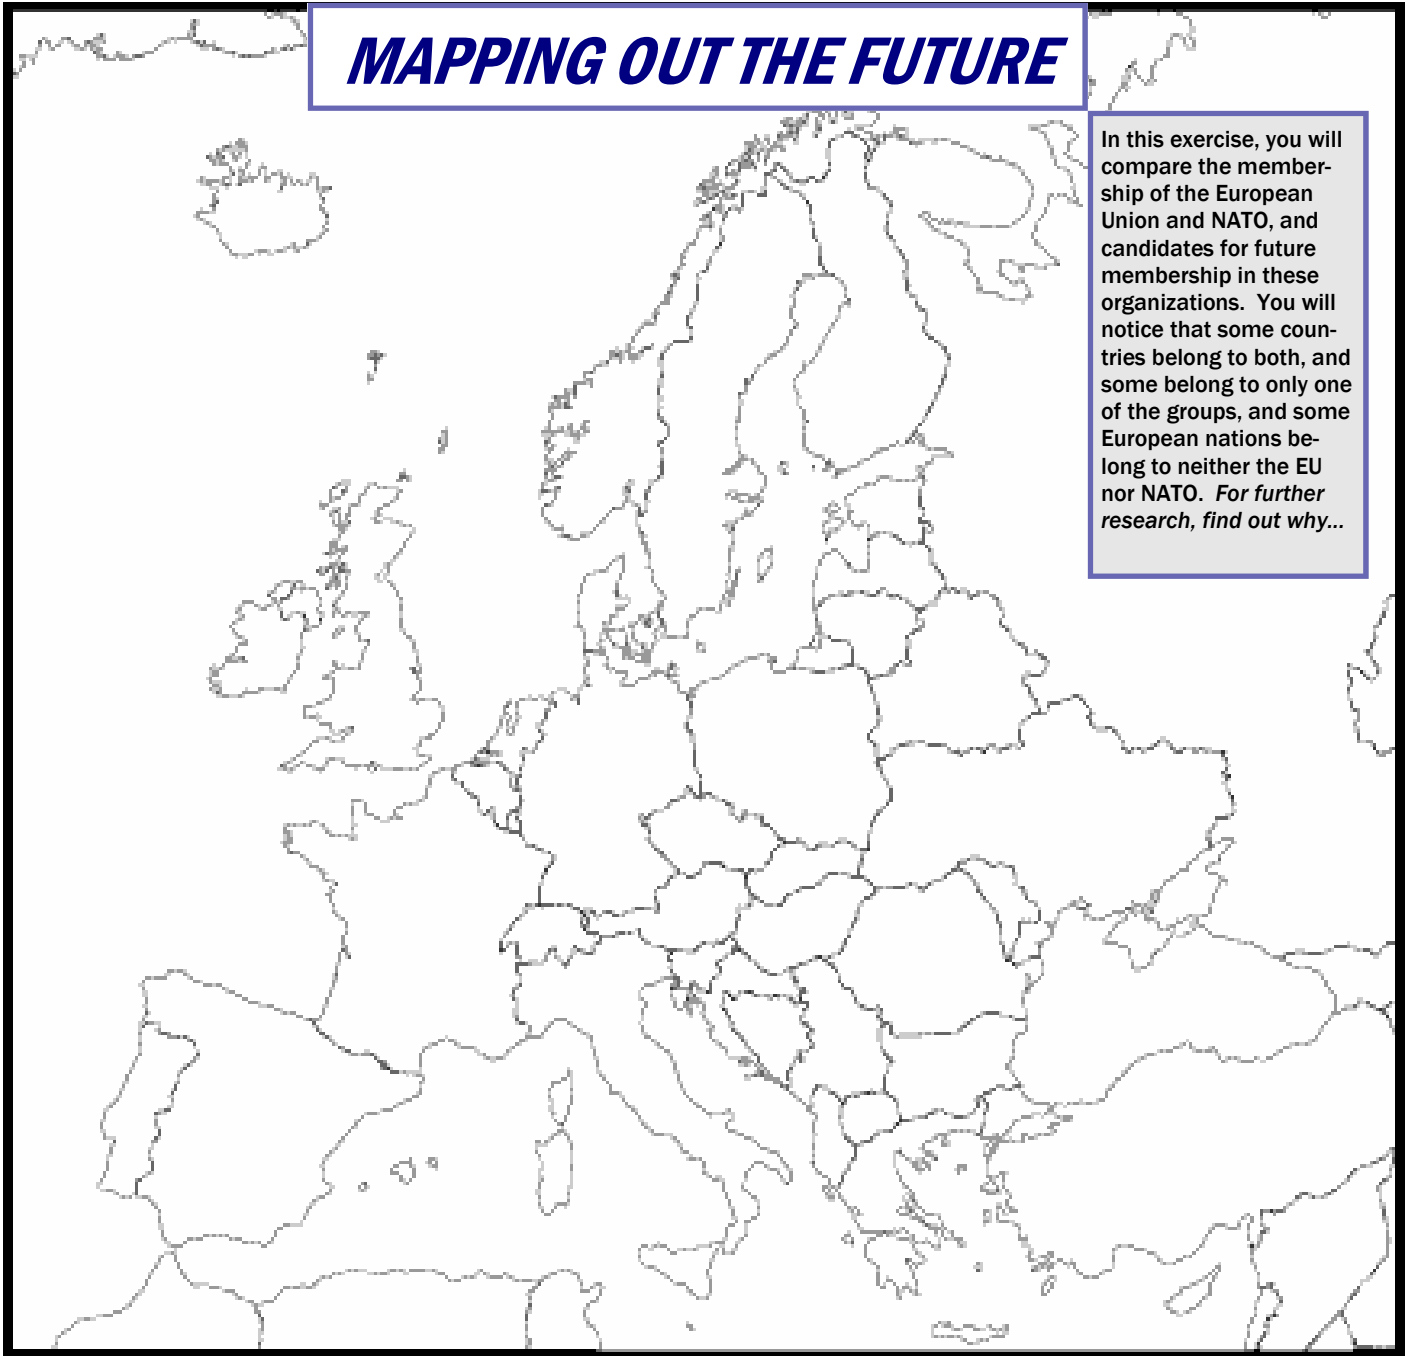 MAPPING OUT THE FUTURE
In this exercise, you will
compare the member-
ship of the European
Union and NATO, and
candidates for future
membership in these
organizations.  You will
notice that some coun-
tries belong to both, and
some belong to only one
of the groups, and some
European nations be-
long to neither the EU
nor NATO.  For further
research, find out why...